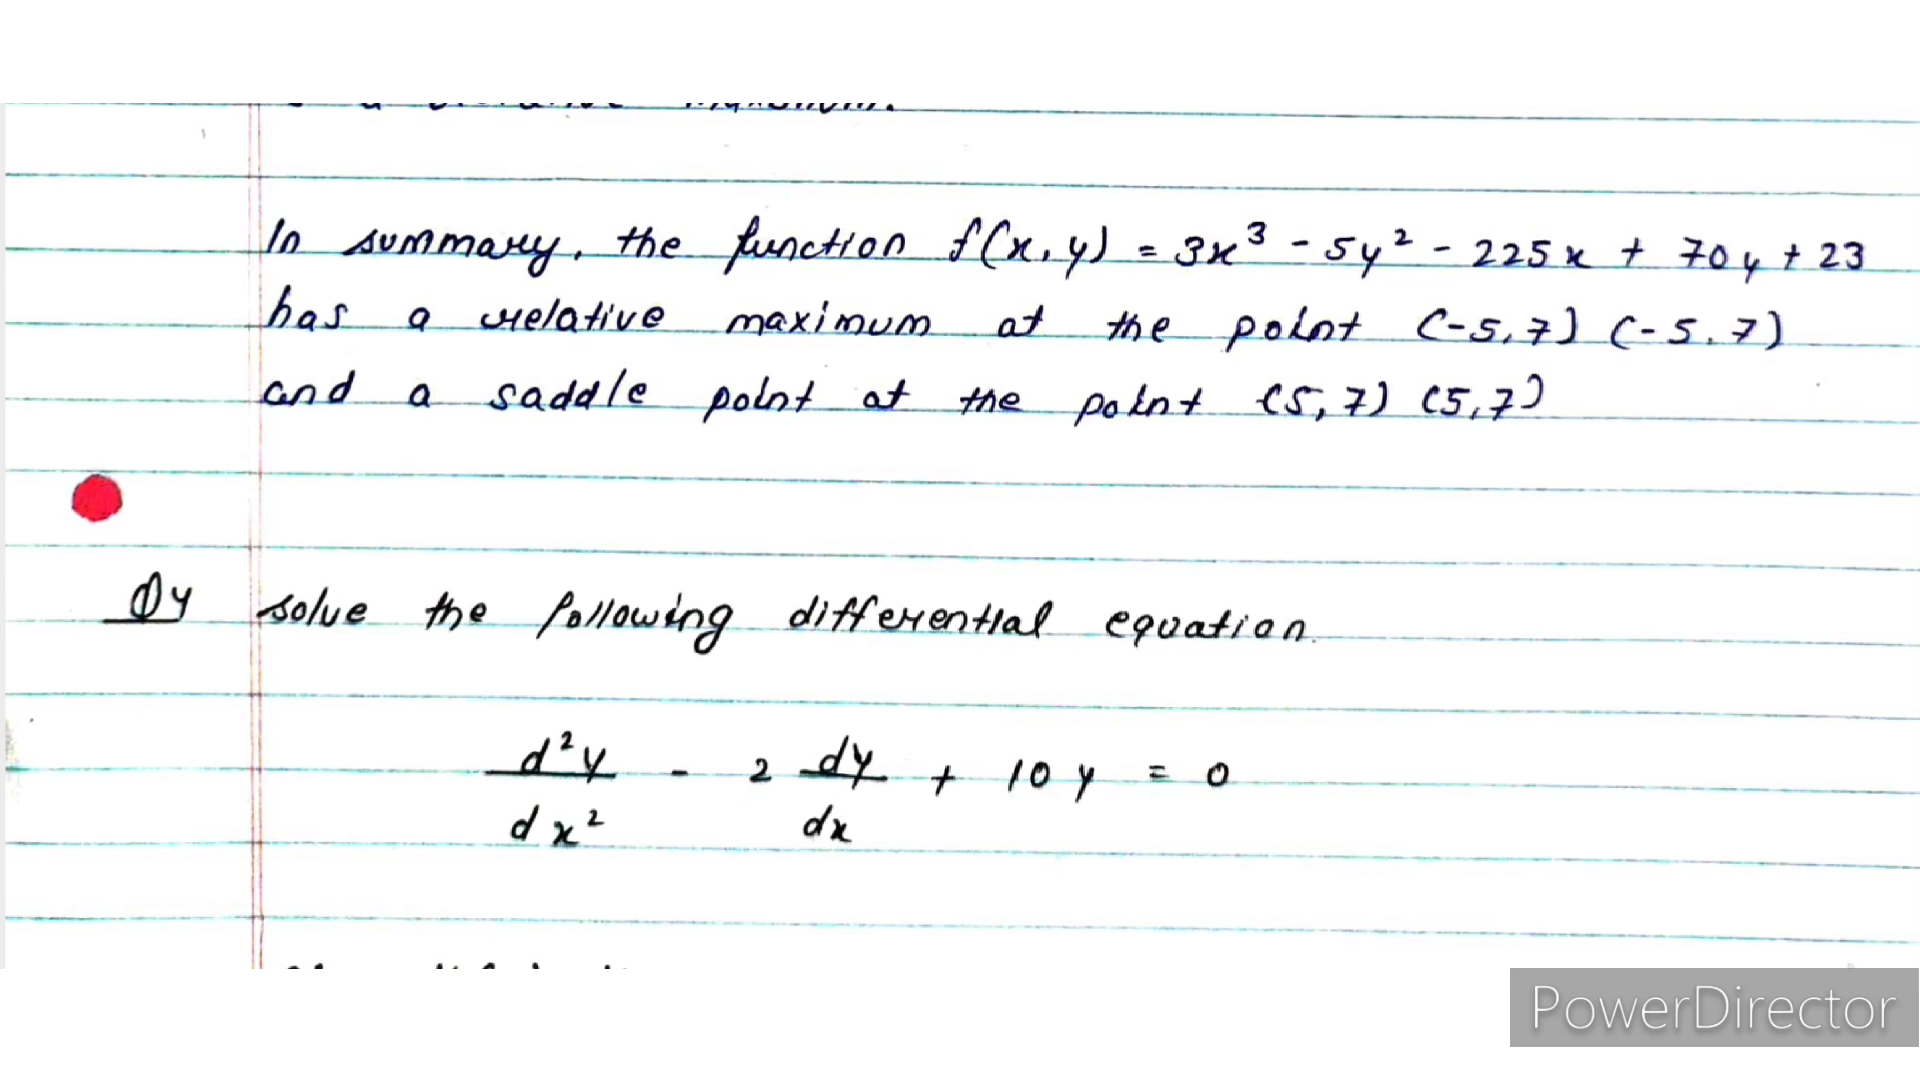 In summary, the function f(x,y) = 3x³ - 5y² - 225x + 70y + 23
has a relative maximum at the point (-5,7) (-5,7)
and a saddle point at the point (5,7) (5,7)
Qy solve the following differential equation.
d²y/dx² - 2 dy/dx + 10y = 0
PowerDirector